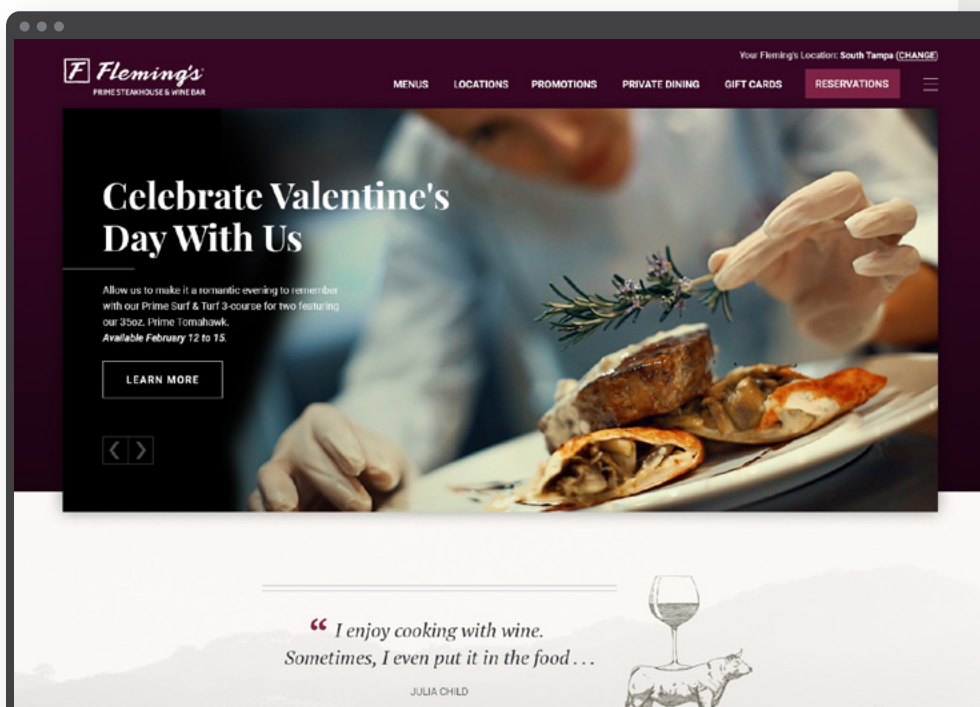 Your Fleming's Location: South Tampa (CHANGE)
F Fleming's
PRIME STEAKHOUSE & WINE BAR
MENUS LOCATIONS PROMOTIONS PRIVATE DINING GIFT CARDS RESERVATIONS
Celebrate Valentine's
Day With Us
Allow us to make it a romantic evening to remember
with our Prime Surf & Turf 3-course for two featuring
our 35oz. Prime Tomahawk.
Available February 12 to 15.
LEARN MORE
“ I enjoy cooking with wine.
Sometimes, I even put it in the food . . .
JULIA CHILD